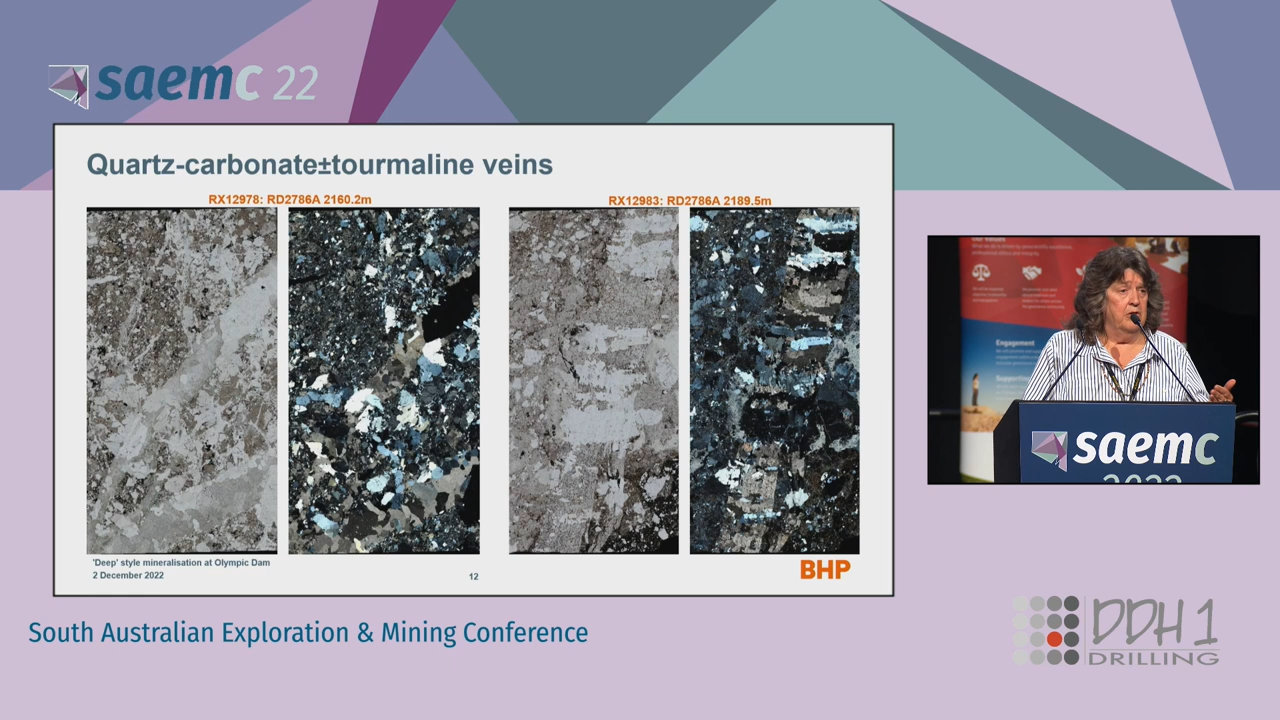 saemc 22
Quartz-carbonate±tourmaline veins
RX12978: RD2786A 2160.2m
RX12983: RD2786A 2189.5m
'Deep' style mineralisation at Olympic Dam
2 December 2022
12
BHP
Engagement
saemc
2022
South Australian Exploration & Mining Conference
DDH 1
DRILLING